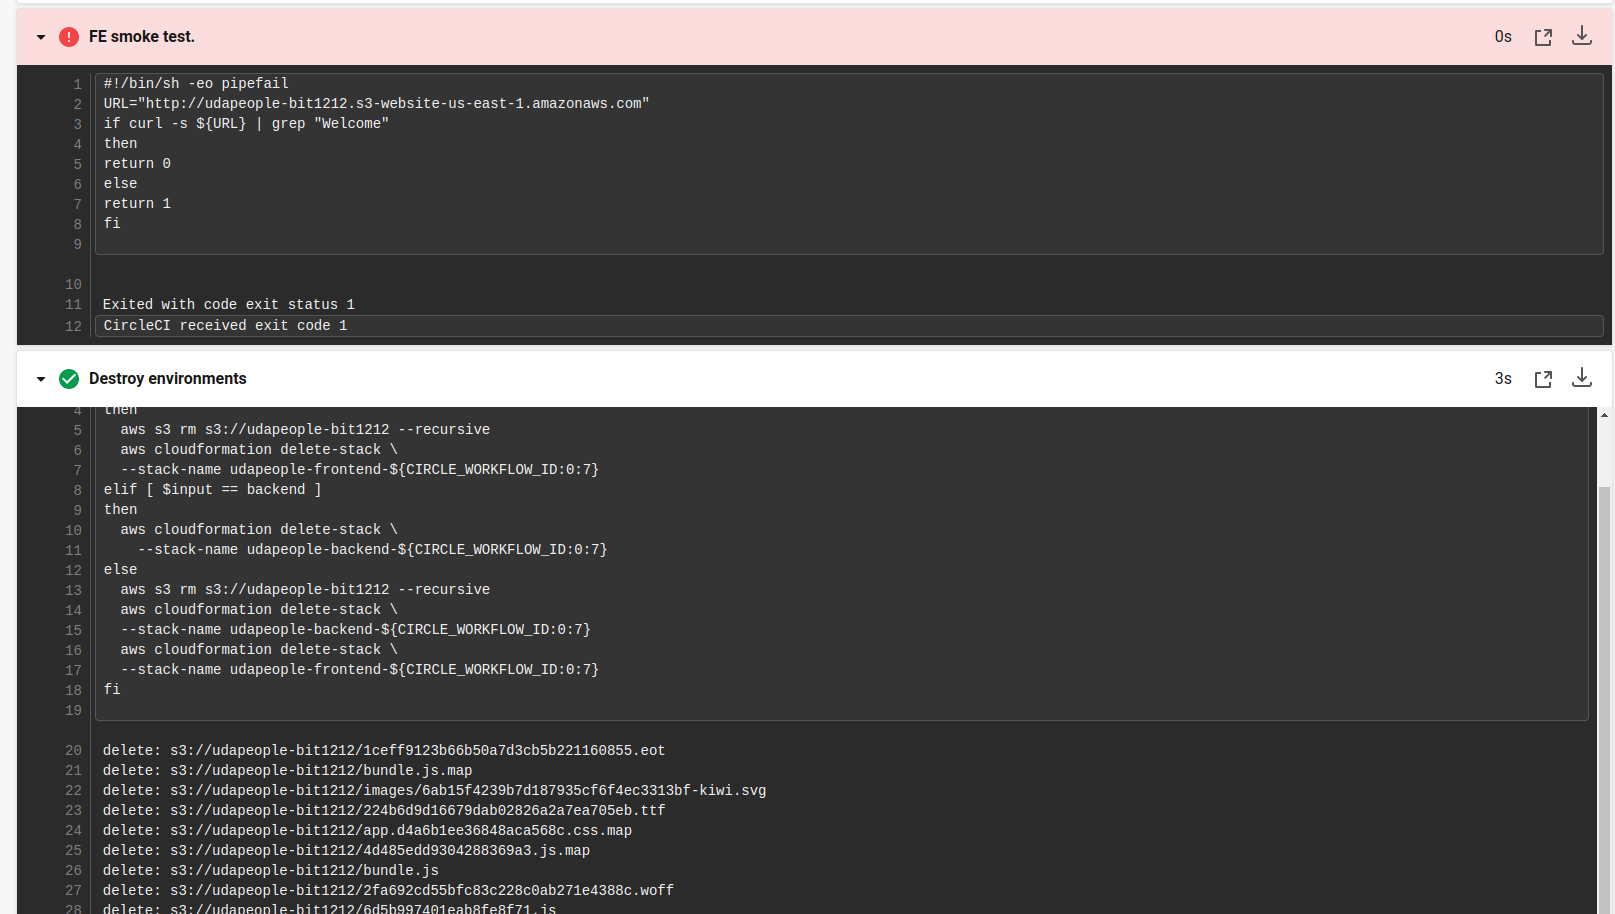 FE smoke test.
0s
1 #!/bin/sh -eo pipefail
2 URL="http://udapeople-bit1212.s3-website-us-east-1.amazonaws.com"
3 if curl -s ${URL} | grep "Welcome"
4 then
5 return 0
6 else
7 return 1
8 fi
9
10
11 Exited with code exit status 1
12 CircleCI received exit code 1
Destroy environments
3s
4 then
5 aws s3 rm s3://udapeople-bit1212 --recursive
6 aws cloudformation delete-stack \
7 --stack-name udapeople-frontend-${CIRCLE_WORKFLOW_ID:0:7}
8 elif [ $input == backend ]
9 then
10 aws cloudformation delete-stack \
11 --stack-name udapeople-backend-${CIRCLE_WORKFLOW_ID:0:7}
12 else
13 aws s3 rm s3://udapeople-bit1212 --recursive
14 aws cloudformation delete-stack \
15 --stack-name udapeople-backend-${CIRCLE_WORKFLOW_ID:0:7}
16 aws cloudformation delete-stack \
17 --stack-name udapeople-frontend-${CIRCLE_WORKFLOW_ID:0:7}
18 fi
19
20 delete: s3://udapeople-bit1212/1ceff9123b66b50a7d3cb5b221160855.eot
21 delete: s3://udapeople-bit1212/bundle.js.map
22 delete: s3://udapeople-bit1212/images/6ab15f4239b7d187935cf6f4ec3313bf-kiwi.svg
23 delete: s3://udapeople-bit1212/224b6d9d16679dab02826a2a7ea705eb.ttf
24 delete: s3://udapeople-bit1212/app.d4a6b1ee36848aca568c.css.map
25 delete: s3://udapeople-bit1212/4d485edd9304288369a3.js.map
26 delete: s3://udapeople-bit1212/bundle.js
27 delete: s3://udapeople-bit1212/2fa692cd55bfc83c228c0ab271e4388c.woff
28 delete: s3://udapeople-bit1212/6d5b997401eab8fe8f71.js